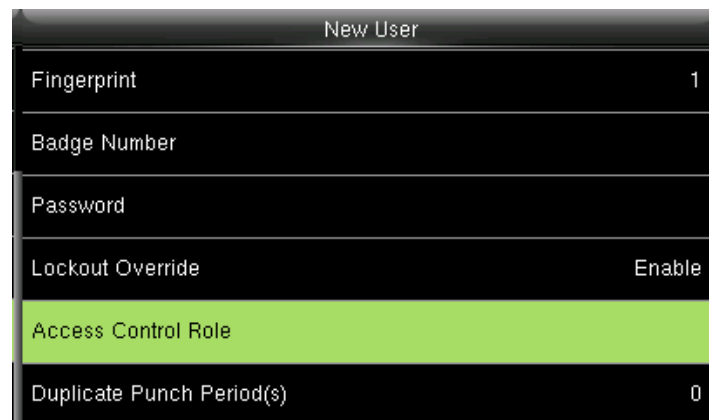 New User
Fingerprint 1
Badge Number
Password
Lockout Override Enable
Access Control Role
Duplicate Punch Period(s) 0